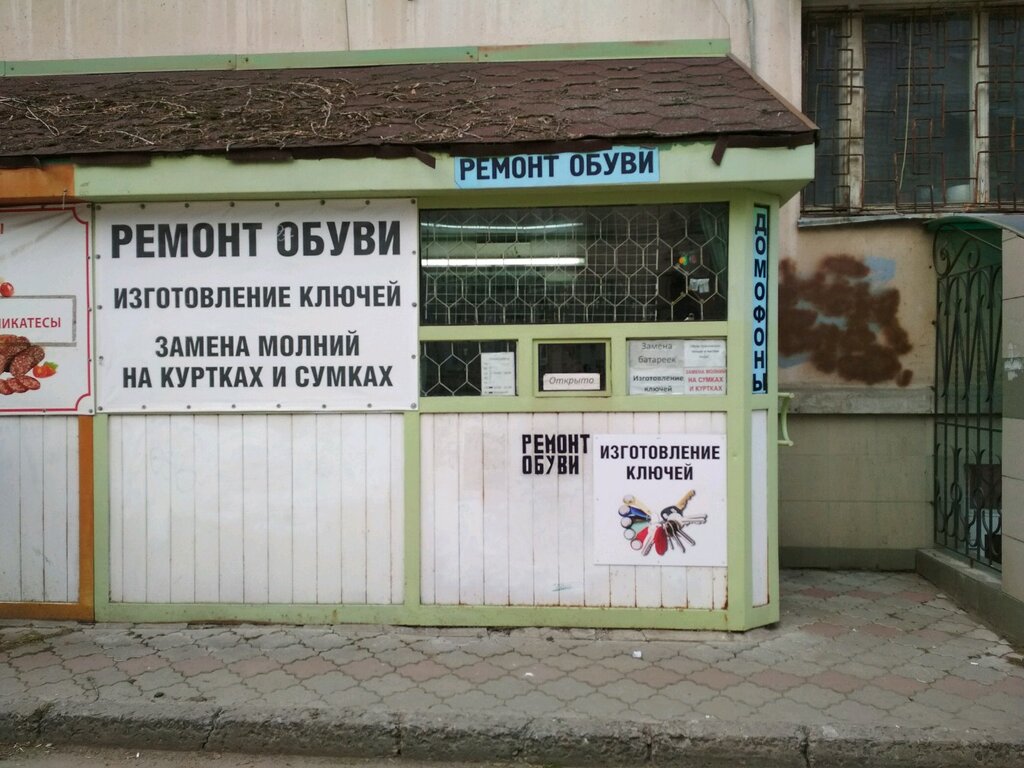 РЕМОНТ ОБУВИ
РЕМОНТ ОБУВИ
ИЗГОТОВЛЕНИЕ КЛЮЧЕЙ
ЗАМЕНА МОЛНИЙ
НА КУРТКАХ И СУМКАХ
ДОМОФОНЫ
ИКАТЕСЫ
Открыто
Замена
батареек
Изготовление
ключей
ЗАМЕНА МОЛНИЙ
НА СУМКАХ
И КУРТКАХ
РЕМОНТ
ОБУВИ
ИЗГОТОВЛЕНИЕ
КЛЮЧЕЙ